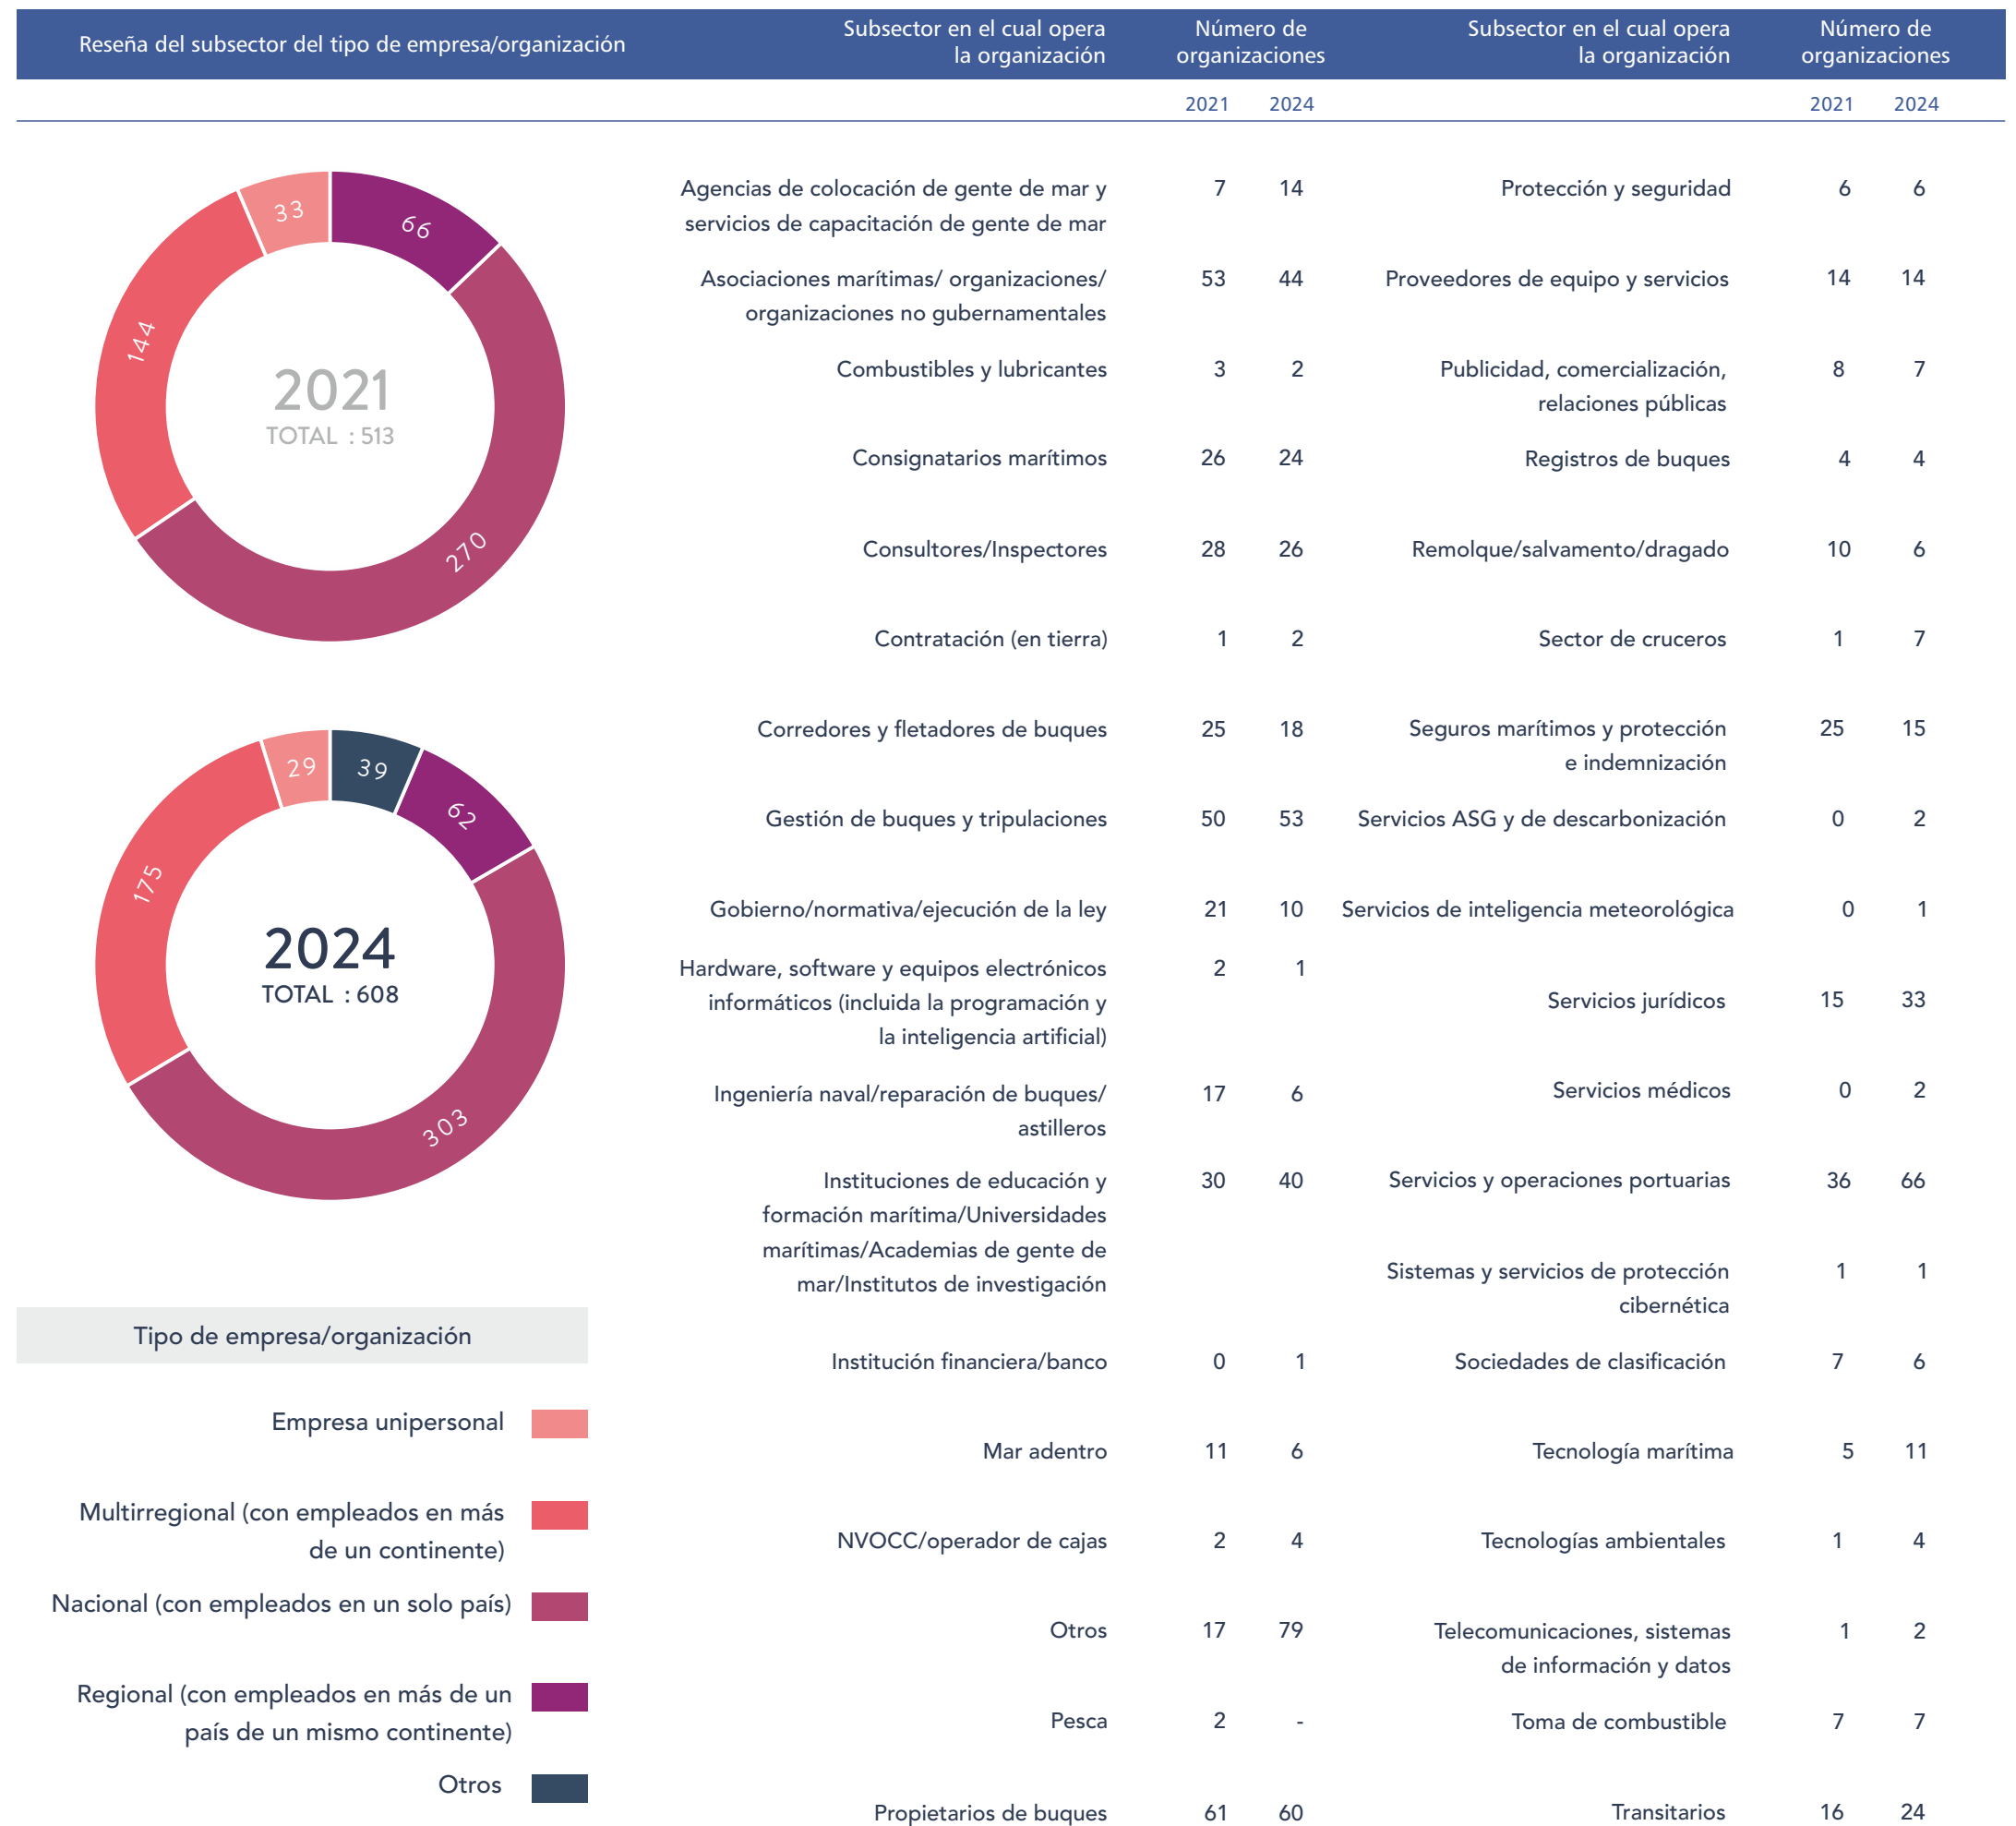 Reseña del subsector del tipo de empresa/organización
Subsector en el cual opera
la organización
Número de
organizaciones
Subsector en el cual opera
la organización
Número de
organizaciones
2021 2024
2021 2024
33
66
144
270
2021
TOTAL : 513
29
39
62
175
303
2024
TOTAL : 608
Tipo de empresa/organización
Empresa unipersonal
Multirregional (con empleados en más
de un continente)
Nacional (con empleados en un solo país)
Regional (con empleados en más de un
país de un mismo continente)
Otros
Agencias de colocación de gente de mar y 7 14
servicios de capacitación de gente de mar
Asociaciones marítimas/ organizaciones/ 53 44
organizaciones no gubernamentales
Combustibles y lubricantes 3 2
Consignatarios marítimos 26 24
Consultores/Inspectores 28 26
Contratación (en tierra) 1 2
Corredores y fletadores de buques 25 18
Gestión de buques y tripulaciones 50 53
Gobierno/normativa/ejecución de la ley 21 10
Hardware, software y equipos electrónicos 2 1
informáticos (incluida la programación y
la inteligencia artificial)
Ingeniería naval/reparación de buques/ 17 6
astilleros
Instituciones de educación y 30 40
formación marítima/Universidades
marítimas/Academias de gente de
mar/Institutos de investigación
Institución financiera/banco 0 1
Mar adentro 11 6
NVOCC/operador de cajas 2 4
Otros 17 79
Pesca 2 -
Propietarios de buques 61 60
Protección y seguridad 6 6
Proveedores de equipo y servicios 14 14
Publicidad, comercialización, 8 7
relaciones públicas
Registros de buques 4 4
Remolque/salvamento/dragado 10 6
Sector de cruceros 1 7
Seguros marítimos y protección 25 15
e indemnización
Servicios ASG y de descarbonización 0 2
Servicios de inteligencia meteorológica 0 1
Servicios jurídicos 15 33
Servicios médicos 0 2
Servicios y operaciones portuarias 36 66
Sistemas y servicios de protección 1 1
cibernética
Sociedades de clasificación 7 6
Tecnología marítima 5 11
Tecnologías ambientales 1 4
Telecomunicaciones, sistemas 1 2
de información y datos
Toma de combustible 7 7
Transitarios 16 24